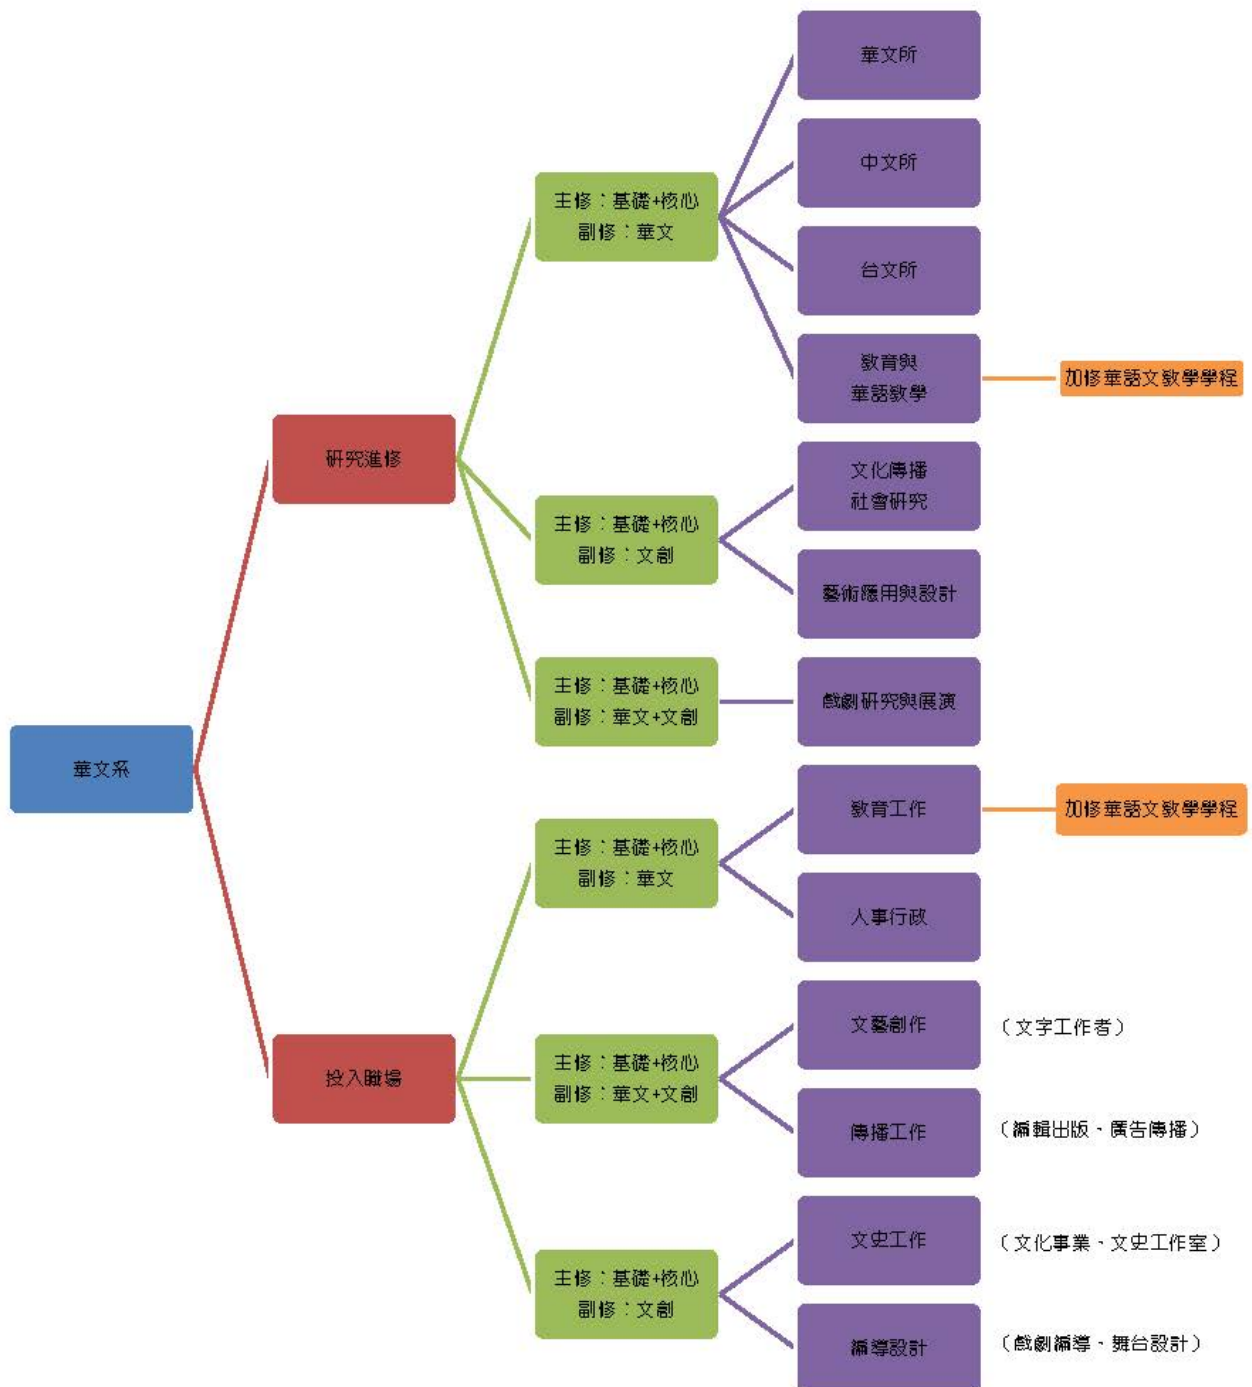 華文所
中文所
主修：基礎+核心
副修：華文
台文所
教育與
華語教學
加修華語文教學學程
研究進修
文化傳播
社會研究
主修：基礎+核心
副修：文創
藝術應用與設計
主修：基礎+核心
副修：華文+文創
戲劇研究與展演
華文系
教育工作
加修華語文教學學程
主修：基礎+核心
副修：華文
人事行政
文藝創作
（文字工作者）
投入職場
主修：基礎+核心
副修：華文+文創
傳播工作
（編輯出版、廣告傳播）
文史工作
（文化事業、文史工作室）
主修：基礎+核心
副修：文創
編導設計
（戲劇編導、舞台設計）